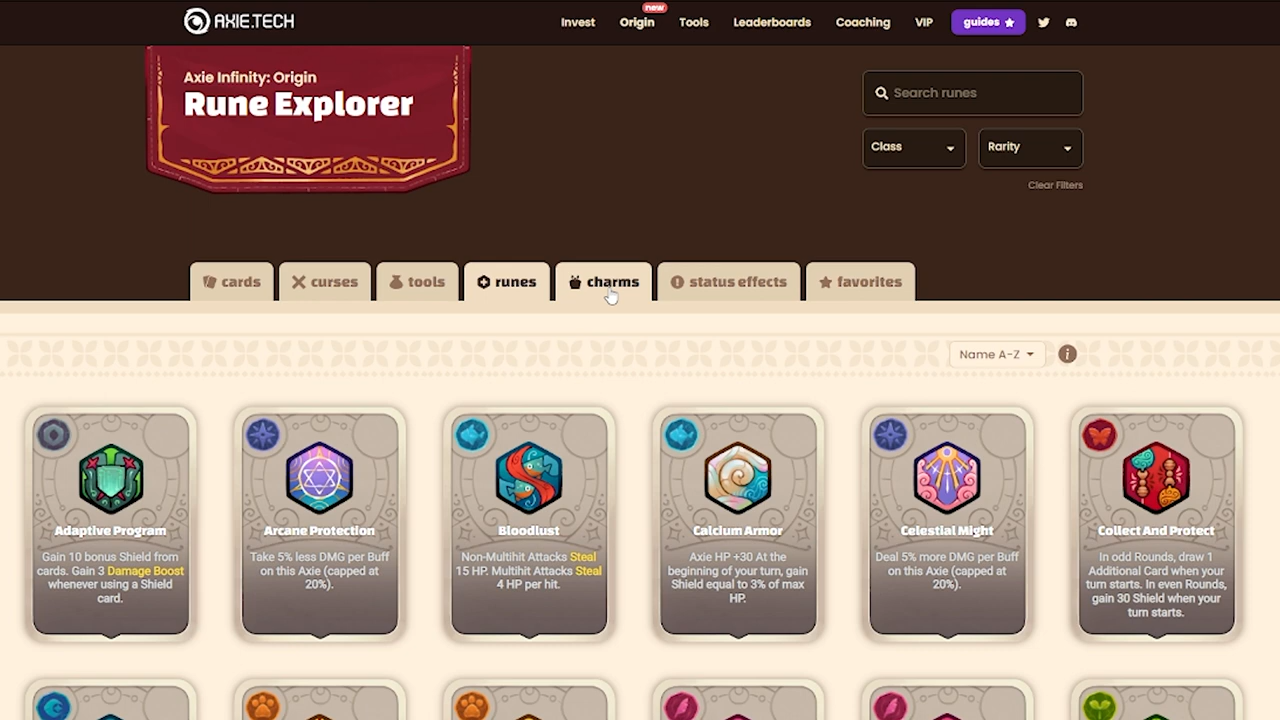 AXIE.TECH
Invest
new
Origin
Tools
Leaderboards
Coaching
VIP
guides
Axie Infinity: Origin
Rune Explorer
Search runes
Class
Rarity
Clear Filters
cards
curses
tools
runes
charms
status effects
favorites
Name A-Z
i
Adaptive Program
Gain 10 bonus Shield from
cards. Gain 3 Damage Boost
whenever using a Shield
card.
Arcane Protection
Take 5% less DMG per Buff
on this Axie (capped at
20%).
Bloodlust
Non-Multihit Attacks Steal
15 HP. Multihit Attacks Steal
4 HP per hit.
Calcium Armor
Axie HP +30 At the
beginning of your turn, gain
Shield equal to 3% of max
HP.
Celestial Might
Deal 5% more DMG per Buff
on this Axie (capped at
20%).
Collect And Protect
In odd Rounds, draw 1
Additional Card when your
turn starts. In even Rounds,
gain 30 Shield when your
turn starts.